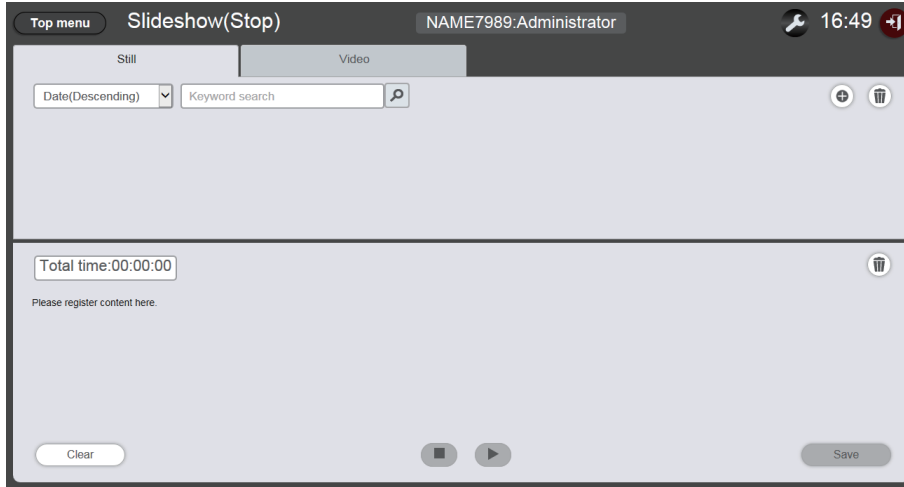 Top menu Slideshow(Stop) NAME7989:Administrator 16:49
Still Video
Date(Descending) Keyword search
Total time:00:00:00
Please register content here.
Clear Save